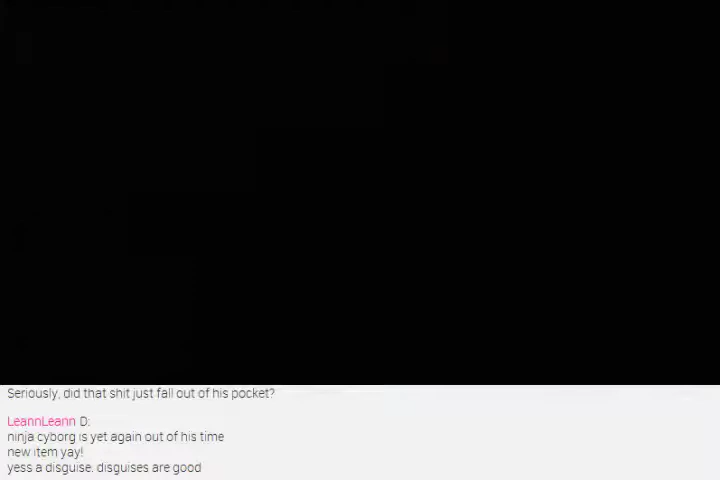 Seriously, did that shit just fall out of his pocket?
LeannLeann D:
ninja cyborg is yet again out of his time
new item yay!
yess a disguise. disguises are good